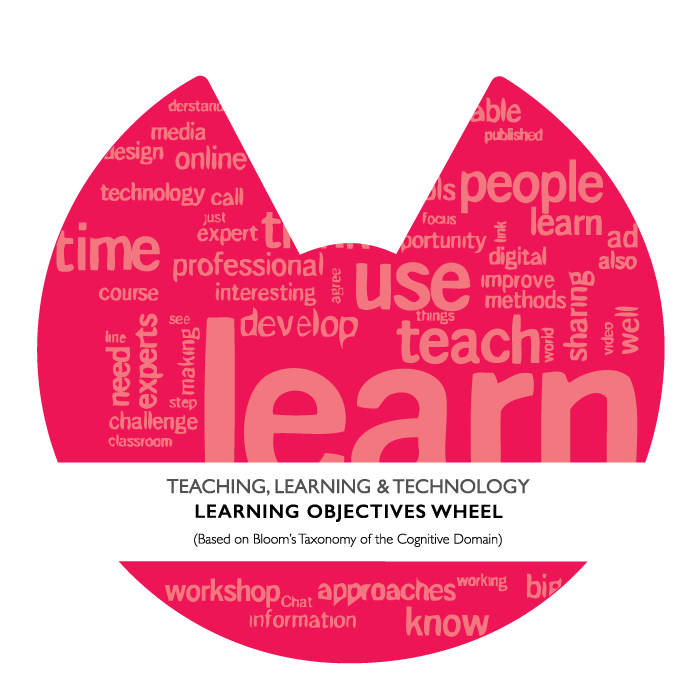 derstand
able
media
published
design
online
people
technology
call
ols
just
focus
learn
expert
link
ad
time
portunity
digital
also
professional
use
improve
course
interesting
agree
methods
sharing
things
well
see
develop
teach
world
video
line
need
experts
making
learn
step
challenge
classroom
TEACHING, LEARNING & TECHNOLOGY
LEARNING OBJECTIVES WHEEL
(Based on Bloom's Taxonomy of the Cognitive Domain)
workshop
Chat
approaches
working
big
information
know